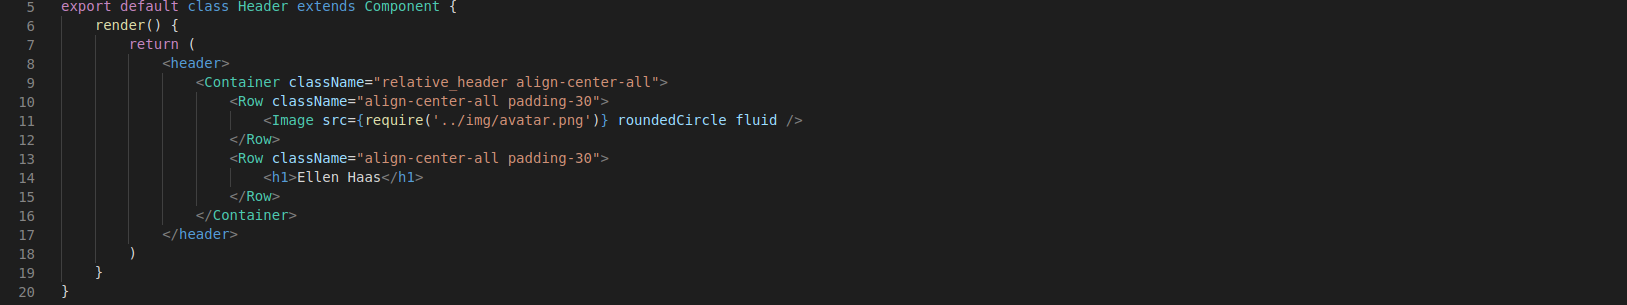 5 export default class Header extends Component {
6     render() {
7         return (
8             <header>
9                 <Container className="relative_header align-center-all">
10                     <Row className="align-center-all padding-30">
11                         <Image src={require('../img/avatar.png')} roundedCircle fluid />
12                     </Row>
13                     <Row className="align-center-all padding-30">
14                         <h1>Ellen Haas</h1>
15                     </Row>
16                 </Container>
17             </header>
18         )
19     }
20 }